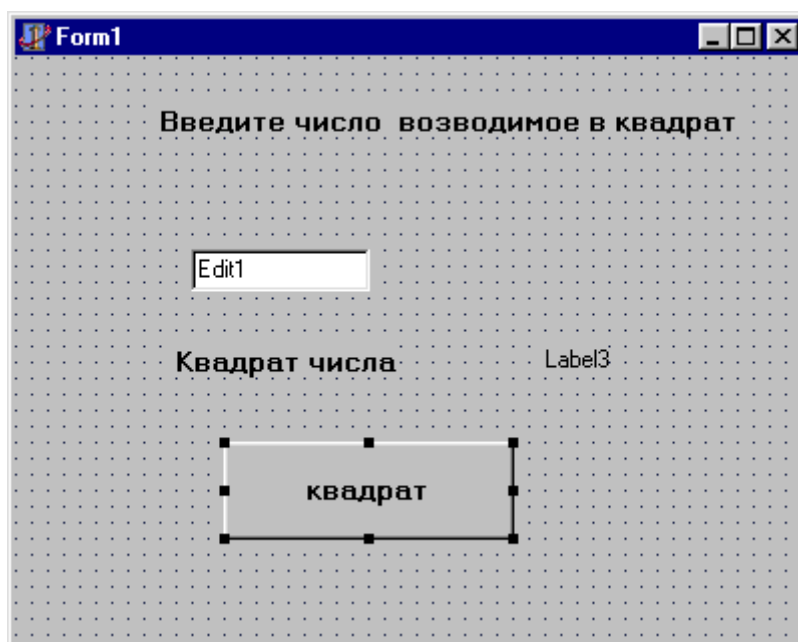 Form1
Введите число возводимое в квадрат
Edit1
Квадрат числа Label3
квадрат